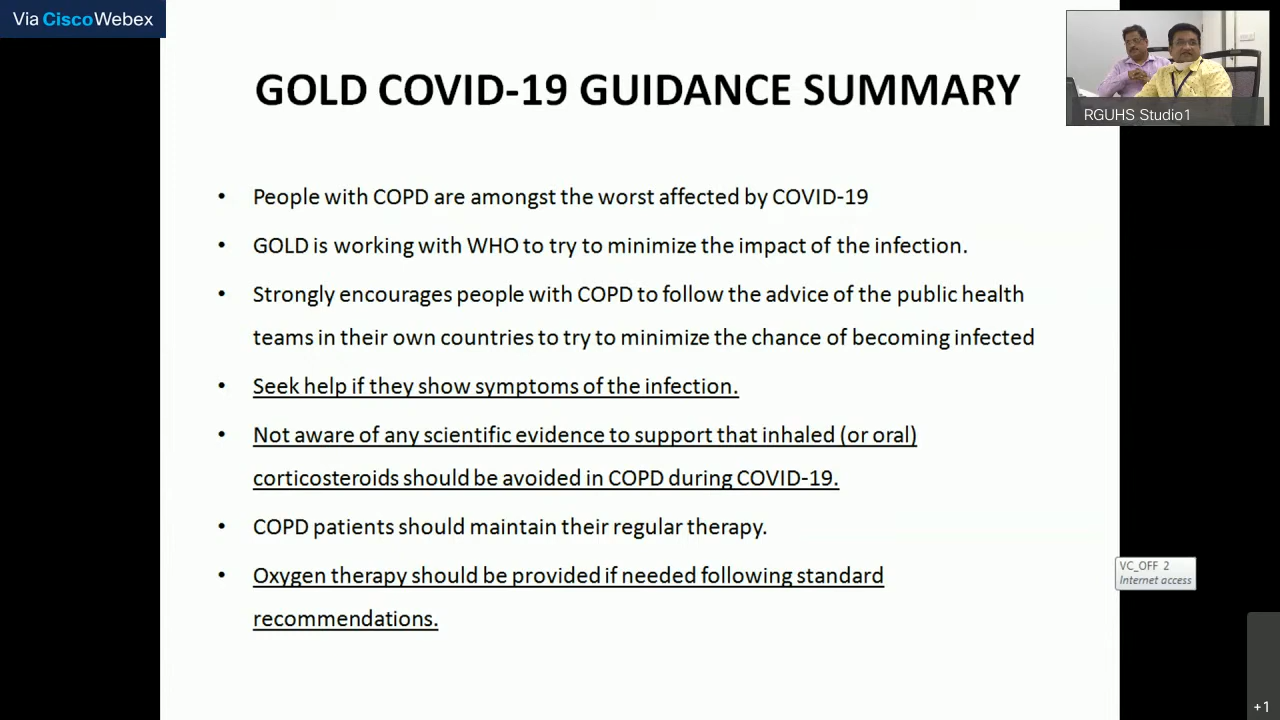 Via CiscoWebex
RGUHS Studio1
GOLD COVID-19 GUIDANCE SUMMARY
• People with COPD are amongst the worst affected by COVID-19
• GOLD is working with WHO to try to minimize the impact of the infection.
• Strongly encourages people with COPD to follow the advice of the public health
teams in their own countries to try to minimize the chance of becoming infected
• Seek help if they show symptoms of the infection.
• Not aware of any scientific evidence to support that inhaled (or oral)
corticosteroids should be avoided in COPD during COVID-19.
• COPD patients should maintain their regular therapy.
• Oxygen therapy should be provided if needed following standard
recommendations.
VC_OFF 2
Internet access
+1